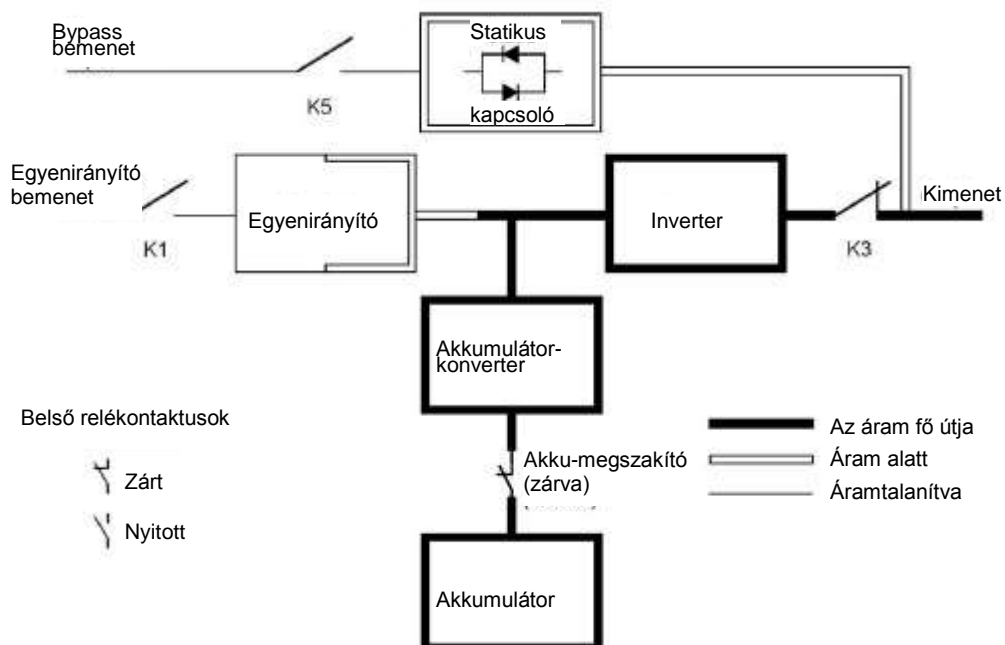 Bypass
bemenet
Statikus
kapcsoló
K5
Egyenirányító
bemenet
K1
Egyenirányító
Inverter
K3
Kimenet
Akkumulátor-
konverter
Belső relékontaktusok
Zárt
Nyitott
Akku-megszakító
(zárva)
Akkumulátor
Az áram fő útja
Áram alatt
Áramtalanítva